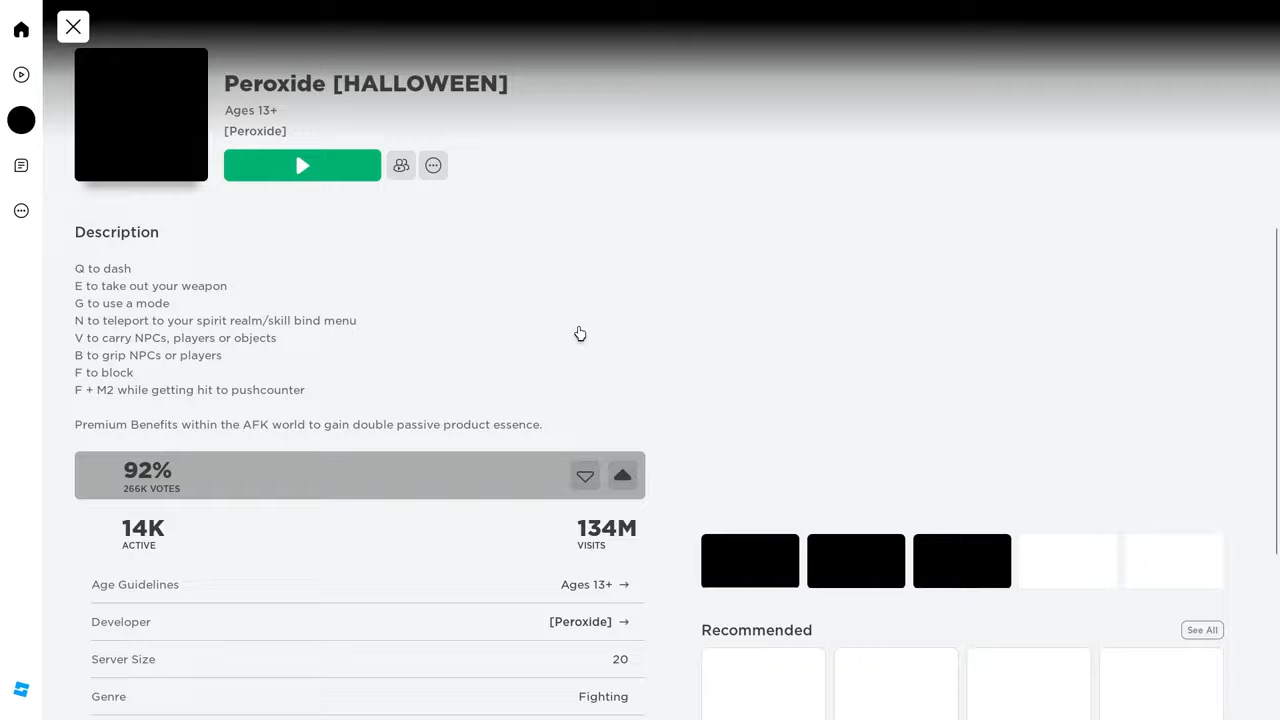 Peroxide [HALLOWEEN]
Ages 13+
[Peroxide]
Description
Q to dash
E to take out your weapon
G to use a mode
N to teleport to your spirit realm/skill bind menu
V to carry NPCs, players or objects
B to grip NPCs or players
F to block
F + M2 while getting hit to pushcounter
Premium Benefits within the AFK world to gain double passive product essence.
92%
266K VOTES
14K
ACTIVE
134M
VISITS
Age Guidelines
Ages 13+ →
Developer
[Peroxide] →
Server Size
20
Genre
Fighting
Recommended
See All